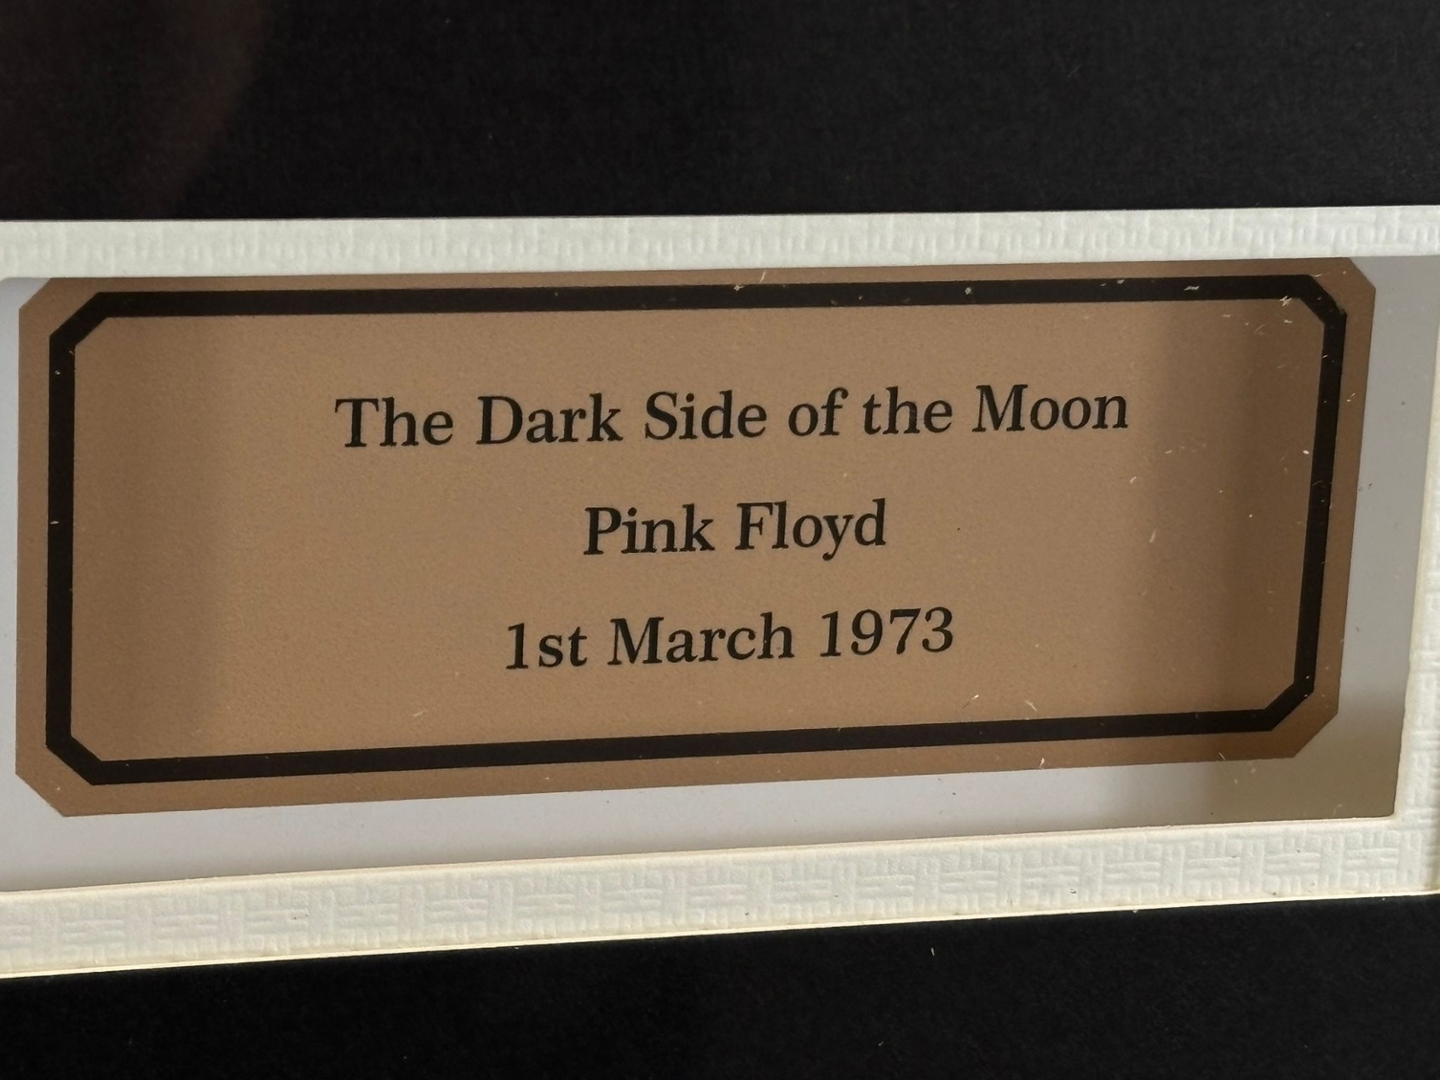 The Dark Side of the Moon
Pink Floyd
1st March 1973